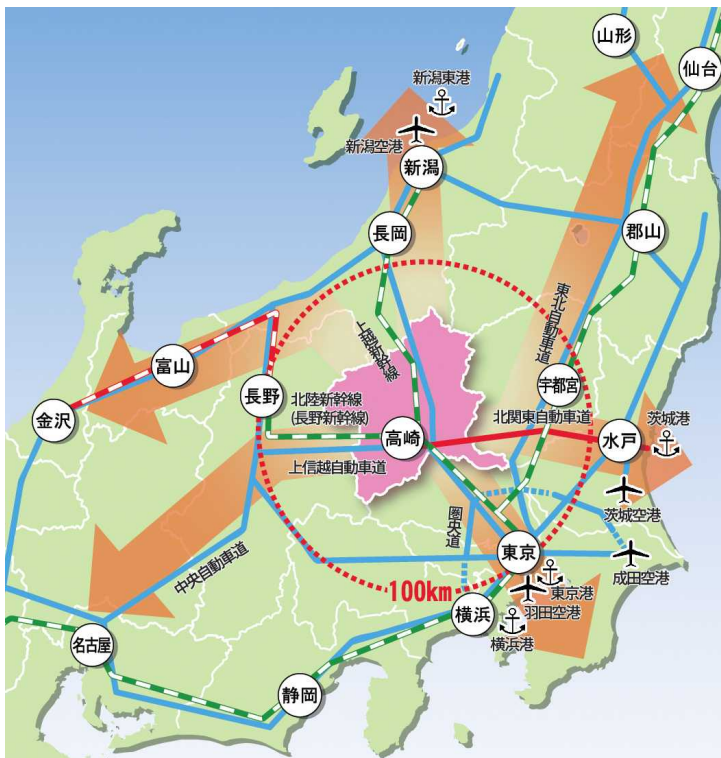 山形
仙台
新潟東港
新潟空港
新潟
長岡
郡山
東北自動車道
上越新幹線
富山
長野
宇都宮
北陸新幹線
(長野新幹線)
北関東自動車道
茨城港
金沢
高崎
水戸
上信越自動車道
茨城空港
圏央道
東京
中央自動車道
成田空港
100km
東京港
羽田空港
横浜
横浜港
名古屋
静岡